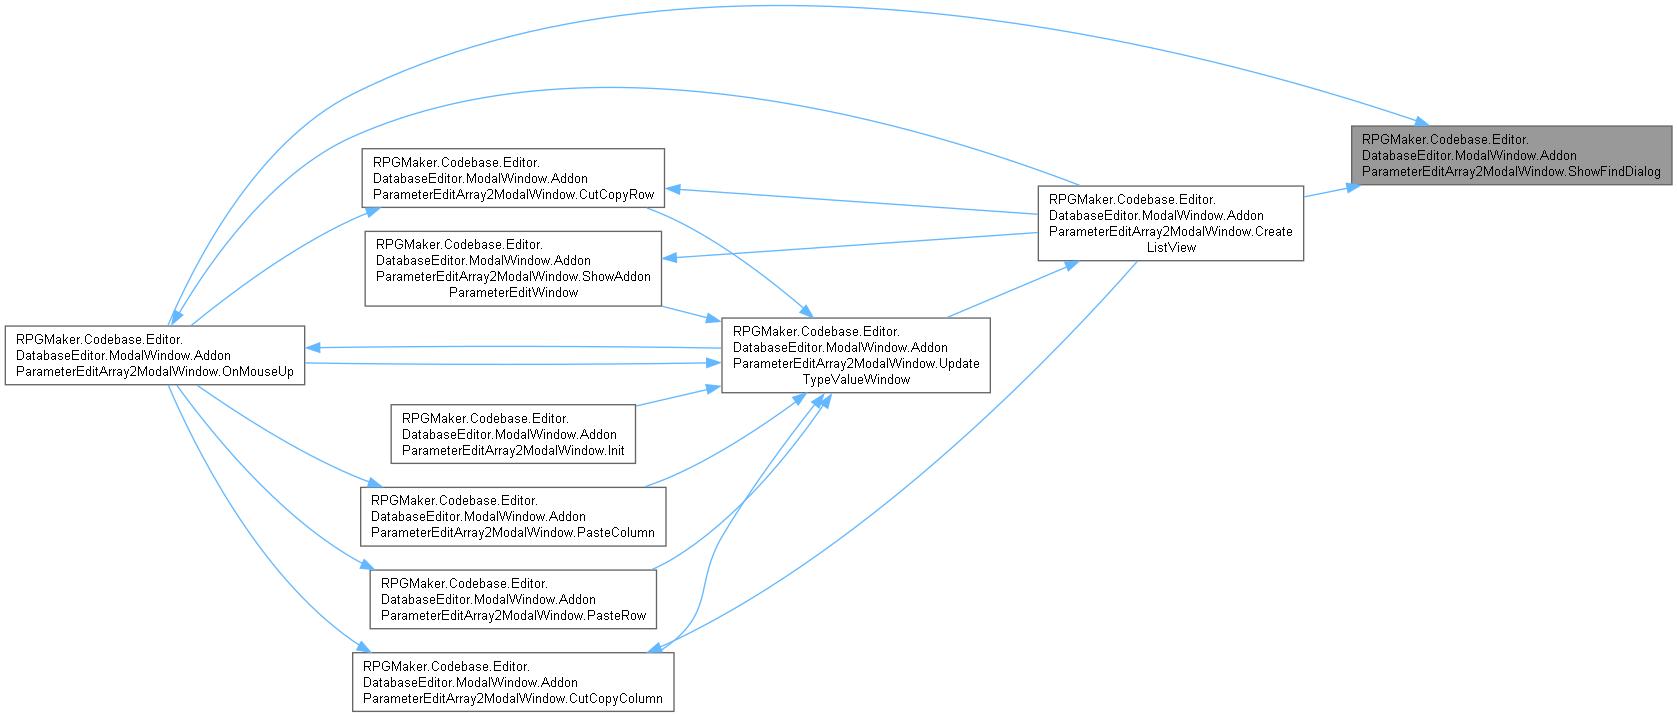 RPGMaker.Codebase.Editor.
DatabaseEditor.ModalWindow.Addon
ParameterEditArray2ModalWindow.ShowFindDialog
RPGMaker.Codebase.Editor.
DatabaseEditor.ModalWindow.Addon
ParameterEditArray2ModalWindow.CutCopyRow
RPGMaker.Codebase.Editor.
DatabaseEditor.ModalWindow.Addon
ParameterEditArray2ModalWindow.Create
ListView
RPGMaker.Codebase.Editor.
DatabaseEditor.ModalWindow.Addon
ParameterEditArray2ModalWindow.ShowAddon
ParameterEditWindow
RPGMaker.Codebase.Editor.
DatabaseEditor.ModalWindow.Addon
ParameterEditArray2ModalWindow.Update
TypeValueWindow
RPGMaker.Codebase.Editor.
DatabaseEditor.ModalWindow.Addon
ParameterEditArray2ModalWindow.OnMouseUp
RPGMaker.Codebase.Editor.
DatabaseEditor.ModalWindow.Addon
ParameterEditArray2ModalWindow.Init
RPGMaker.Codebase.Editor.
DatabaseEditor.ModalWindow.Addon
ParameterEditArray2ModalWindow.PasteColumn
RPGMaker.Codebase.Editor.
DatabaseEditor.ModalWindow.Addon
ParameterEditArray2ModalWindow.PasteRow
RPGMaker.Codebase.Editor.
DatabaseEditor.ModalWindow.Addon
ParameterEditArray2ModalWindow.CutCopyColumn